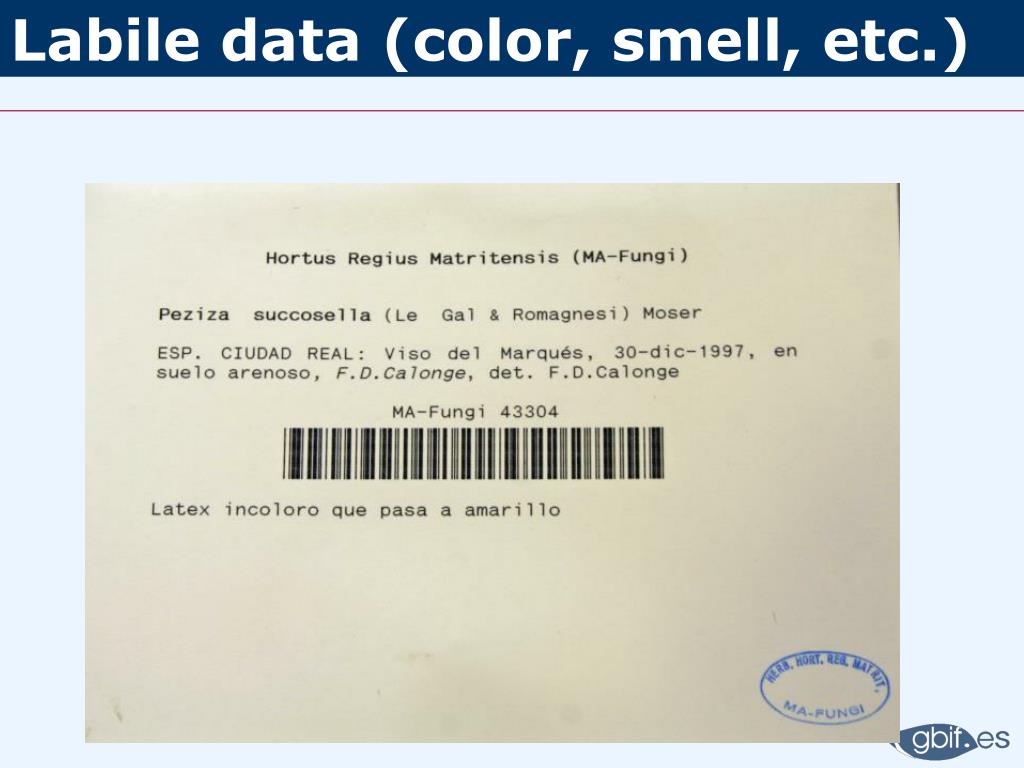 Labile data (color, smell, etc.)
Hortus Regius Matritensis (MA-Fungi)
Peziza succosella (Le Gal & Romagnesi) Moser
ESP. CIUDAD REAL: Viso del Marqués, 30-dic-1997, en
suelo arenoso, F.D.Calonge, det. F.D.Calonge
MA-Fungi 43304
Latex incoloro que pasa a amarillo
HERB. HORT. REG. MATRIT.
MA-FUNGI
gbif.es